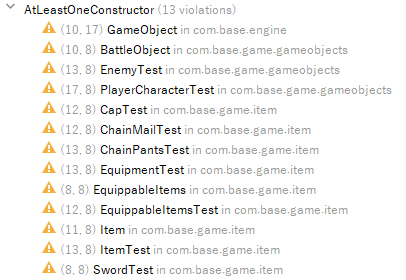 AtLeastOneConstructor (13 violations)
(10, 17) GameObject in com.base.engine
(10, 8) BattleObject in com.base.game.gameobjects
(13, 8) EnemyTest in com.base.game.gameobjects
(17, 8) PlayerCharacterTest in com.base.game.gameobjects
(12, 8) CapTest in com.base.game.item
(12, 8) ChainMailTest in com.base.game.item
(13, 8) ChainPantsTest in com.base.game.item
(13, 8) EquipmentTest in com.base.game.item
(8, 8) EquippableItems in com.base.game.item
(12, 8) EquippableItemsTest in com.base.game.item
(11, 8) Item in com.base.game.item
(13, 8) ItemTest in com.base.game.item
(8, 8) SwordTest in com.base.game.item